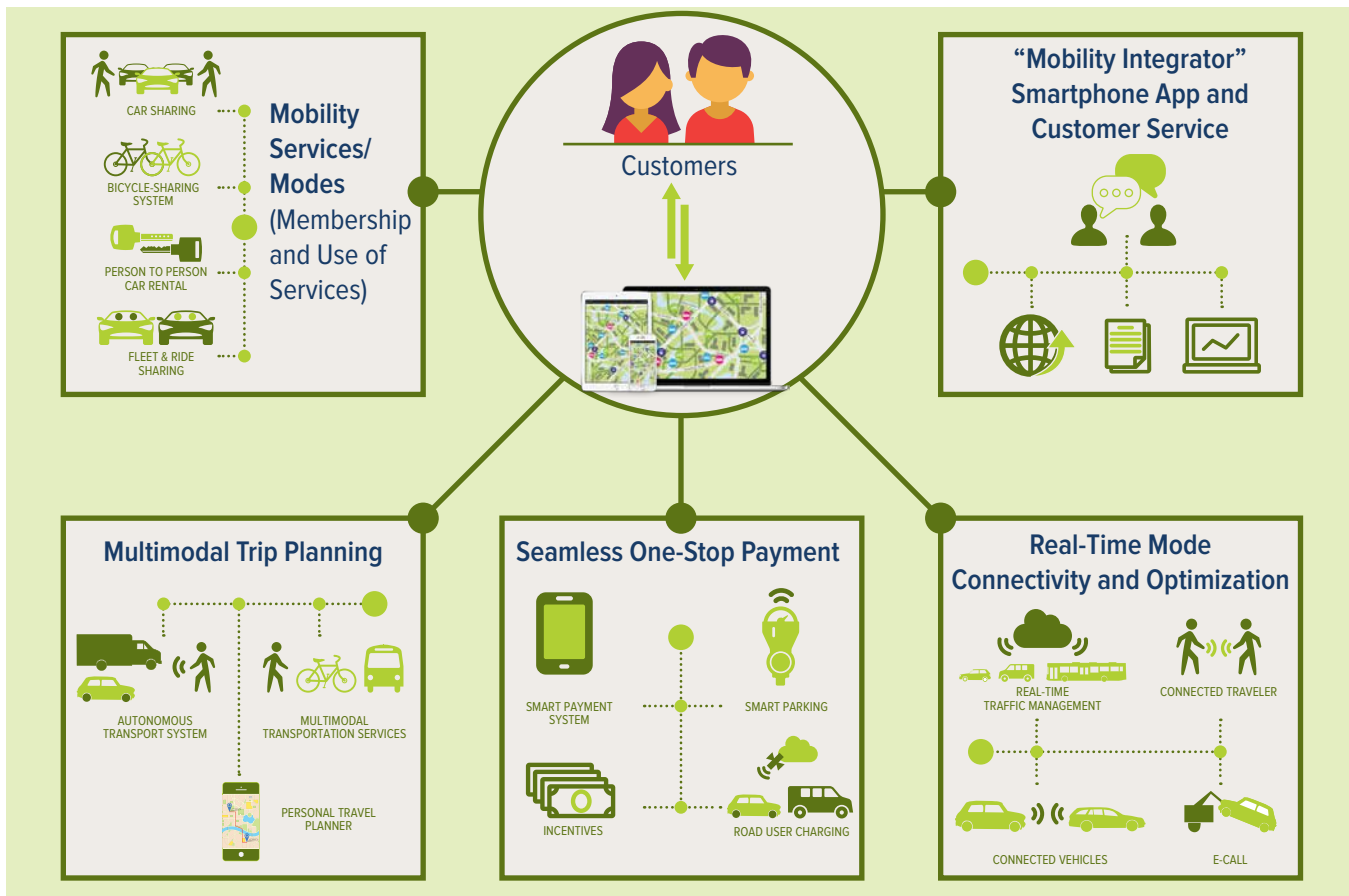 CAR SHARING
BICYCLE-SHARING
SYSTEM
PERSON TO PERSON
CAR RENTAL
FLEET & RIDE
SHARING
Mobility
Services/
Modes
(Membership
and Use of
Services)
Customers
“Mobility Integrator”
Smartphone App and
Customer Service
Multimodal Trip Planning
AUTONOMOUS
TRANSPORT SYSTEM
MULTIMODAL
TRANSPORTATION SERVICES
PERSONAL TRAVEL
PLANNER
Seamless One-Stop Payment
SMART PAYMENT
SYSTEM
SMART PARKING
INCENTIVES
ROAD USER CHARGING
Real-Time Mode
Connectivity and Optimization
REAL-TIME
TRAFFIC MANAGEMENT
CONNECTED TRAVELER
CONNECTED VEHICLES
E-CALL